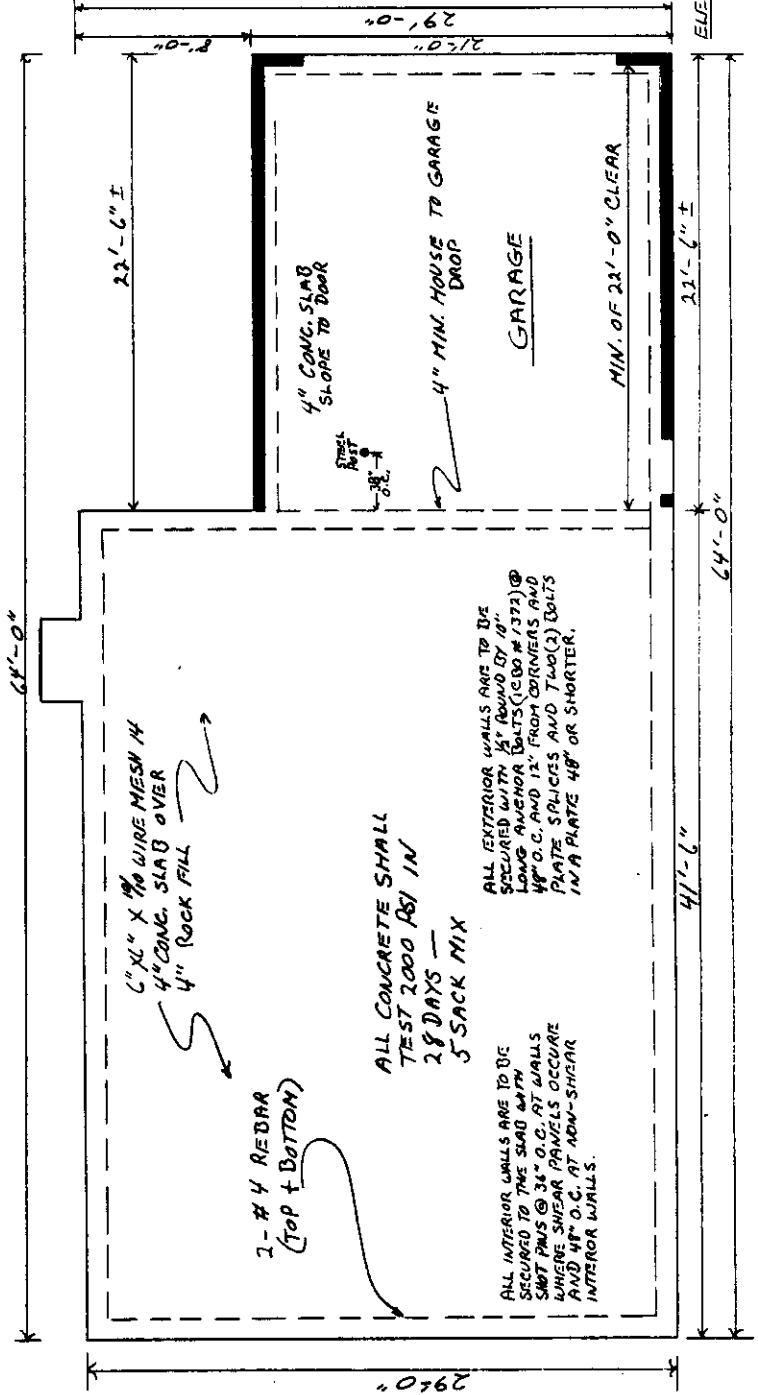 64'-0"
22'-6" ±
8'-0"
29'-0"
21'-0"
6" X 6" X 10/10 WIRE MESH IN
4" CONC. SLAB OVER
4" ROCK FILL
2 - #4 REBAR
(TOP + BOTTOM)
ALL CONCRETE SHALL
TEST 2000 PSI IN
28 DAYS —
5 SACK MIX
4" CONC. SLAB
SLOPE TO DOOR
STEEL
POST
38"
O.C.
4" MIN. HOUSE TO GARAGE
DROP
GARAGE
MIN. OF 22'-0" CLEAR
ALL INTERIOR WALLS ARE TO BE
SECURED TO THE SLAB WITH
SHOT PINS @ 36" O.C. AT WALLS
WHERE SHEAR PANELS OCCURE
AND 48" O.C. AT NON-SHEAR
INTERROR WALLS.
ALL EXTERIOR WALLS ARE TO BE
SECURED WITH ½" ROUND BY 10"
LONG ANCHOR BOLTS (ICBO #1372) @
48" O.C. AND 12" FROM CORNERS AND
PLATE SPLICES AND TWO(2) BOLTS
IN A PLATE 48" OR SHORTER.
29'-0"
41'-6"
22'-6" ±
64'-0"